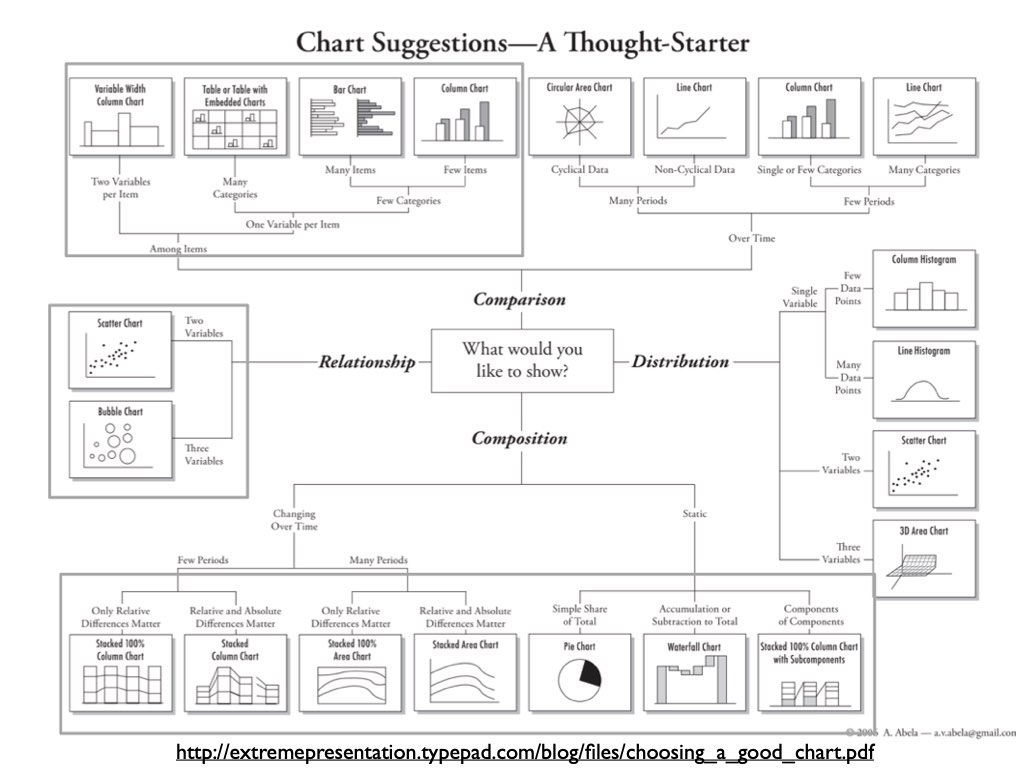 Chart Suggestions—A Thought-Starter
Variable Width
Column Chart
Table or Table with
Embedded Charts
Bar Chart
Column Chart
Circular Area Chart
Line Chart
Column Chart
Line Chart
Two Variables
per Item
Many
Categories
Many Items
Few Items
Cyclical Data
Non-Cyclical Data
Single or Few Categories
Many Categories
Few Categories
Many Periods
Few Periods
One Variable per Item
Among Items
Over Time
Comparison
What would you
like to show?
Relationship
Scatter Chart
Two
Variables
Bubble Chart
Three
Variables
Distribution
Single
Variable
Few
Data
Points
Column Histogram
Many
Data
Points
Line Histogram
Two
Variables
Scatter Chart
Three
Variables
3D Area Chart
Composition
Changing
Over Time
Static
Few Periods
Many Periods
Only Relative
Differences Matter
Relative and Absolute
Differences Matter
Only Relative
Differences Matter
Relative and Absolute
Differences Matter
Simple Share
of Total
Accumulation or
Subtraction to Total
Components
of Components
Stacked 100%
Column Chart
Stacked
Column Chart
Stacked 100%
Area Chart
Stacked Area Chart
Pie Chart
Waterfall Chart
Stacked 100% Column Chart
with Subcomponents
A. Abela — a.v.abela@gmail.com
http://extremepresentation.typepad.com/blog/files/choosing_a_good_chart.pdf